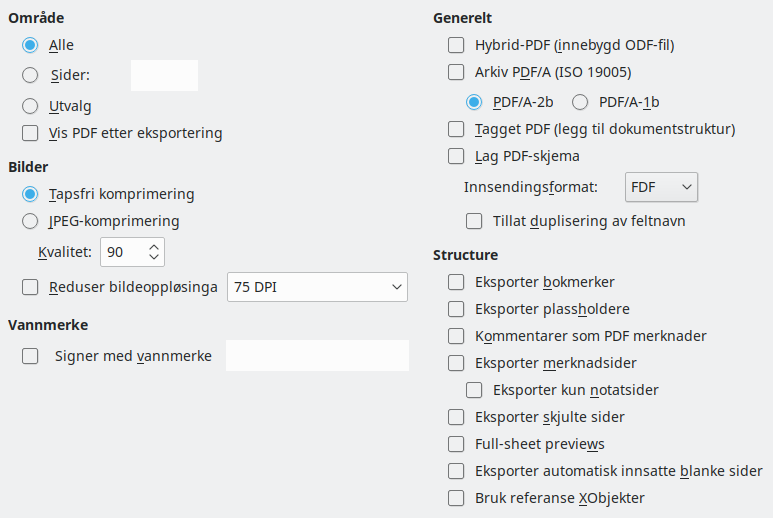 Område
Alle
Sider:
Utvalg
Vis PDF etter eksportering
Bilder
Tapsfri komprimering
JPEG-komprimering
Kvalitet: 90
Reduser bildeoppløsinga 75 DPI
Vannmerke
Signer med vannmerke
Generelt
Hybrid-PDF (innebygd ODF-fil)
Arkiv PDF/A (ISO 19005)
PDF/A-2b PDF/A-1b
Tagget PDF (legg til dokumentstruktur)
Lag PDF-skjema
Innsendingsformat: FDF
Tillat duplisering av feltnavn
Structure
Eksporter bokmerker
Eksporter plassholdere
Kommentarer som PDF merknader
Eksporter merknadsider
Eksporter kun notatsider
Eksporter skjulte sider
Full-sheet previews
Eksporter automatisk innsatte blanke sider
Bruk referanse XObjekter